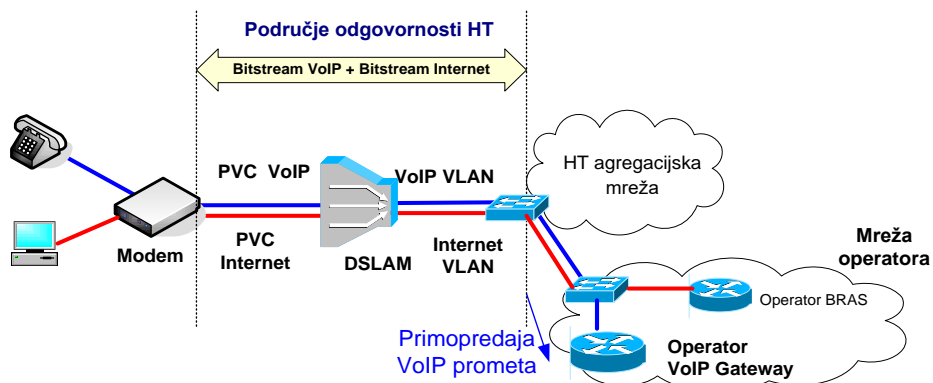 Područje odgovornosti HT
Bitstream VoIP + Bitstream Internet
HT agregacijska
mreža
PVC VoIP
VoIP VLAN
Modem
PVC
Internet
DSLAM
Internet
VLAN
Mreža
operatora
Operator BRAS
Primopredaja
VoIP prometa
Operator
VoIP Gateway